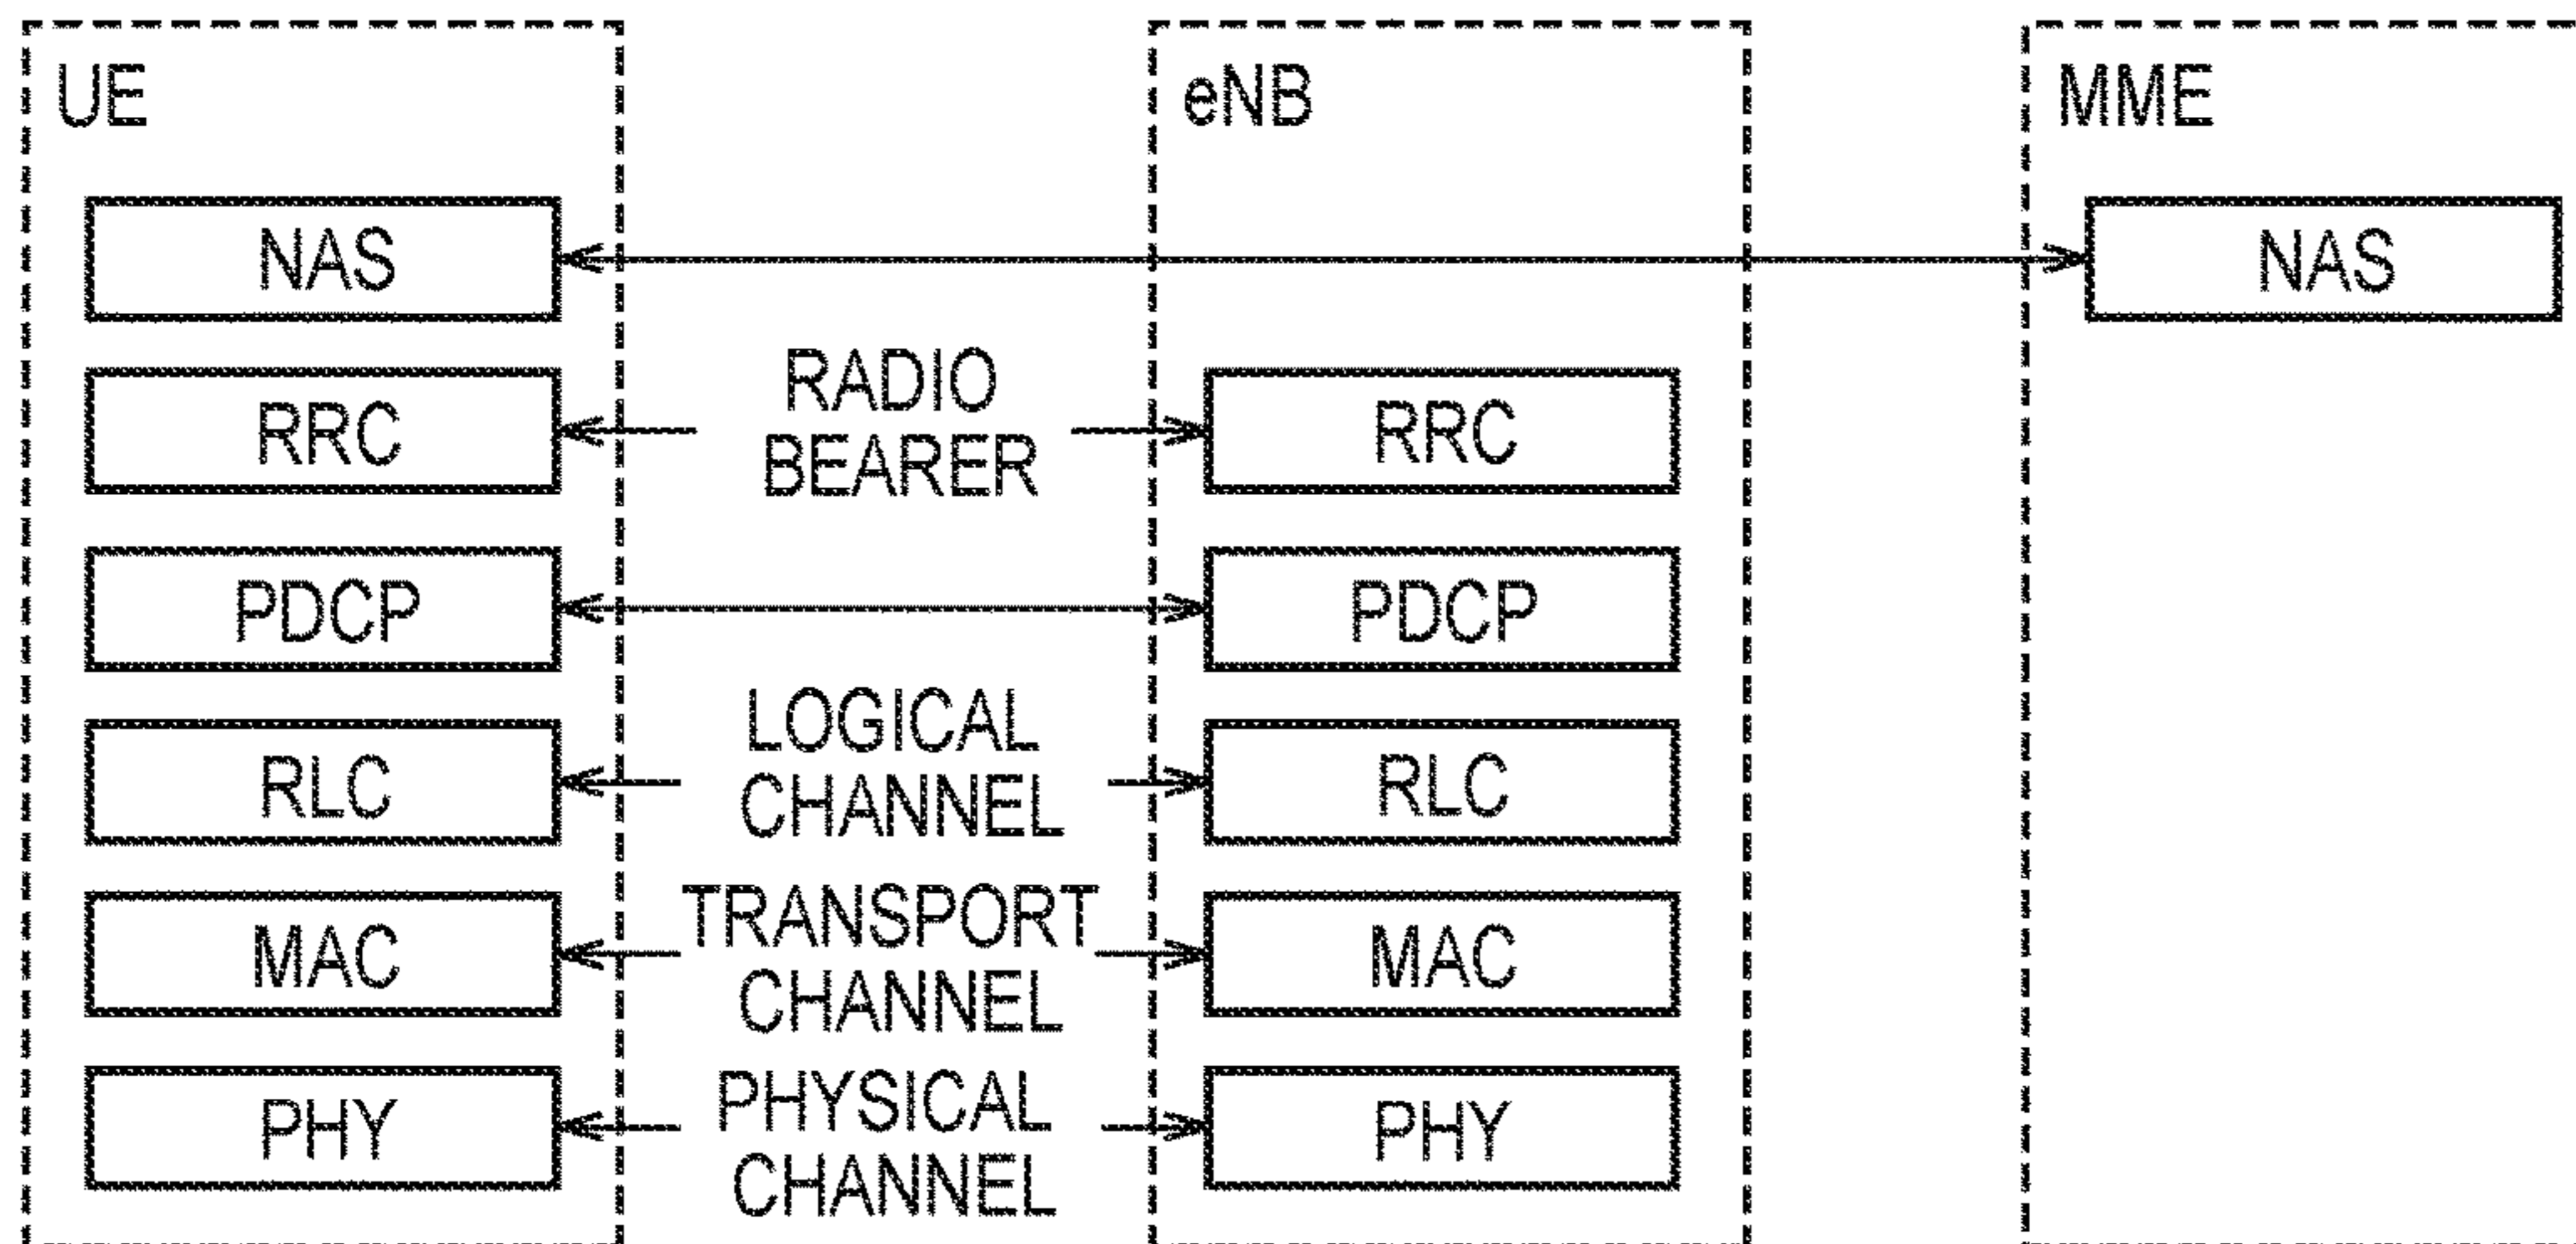 UE
eNB
MME
NAS
NAS
RADIO
BEARER
RRC
RRC
PDCP
PDCP
LOGICAL
CHANNEL
RLC
RLC
TRANSPORT
CHANNEL
MAC
MAC
PHYSICAL
CHANNEL
PHY
PHY